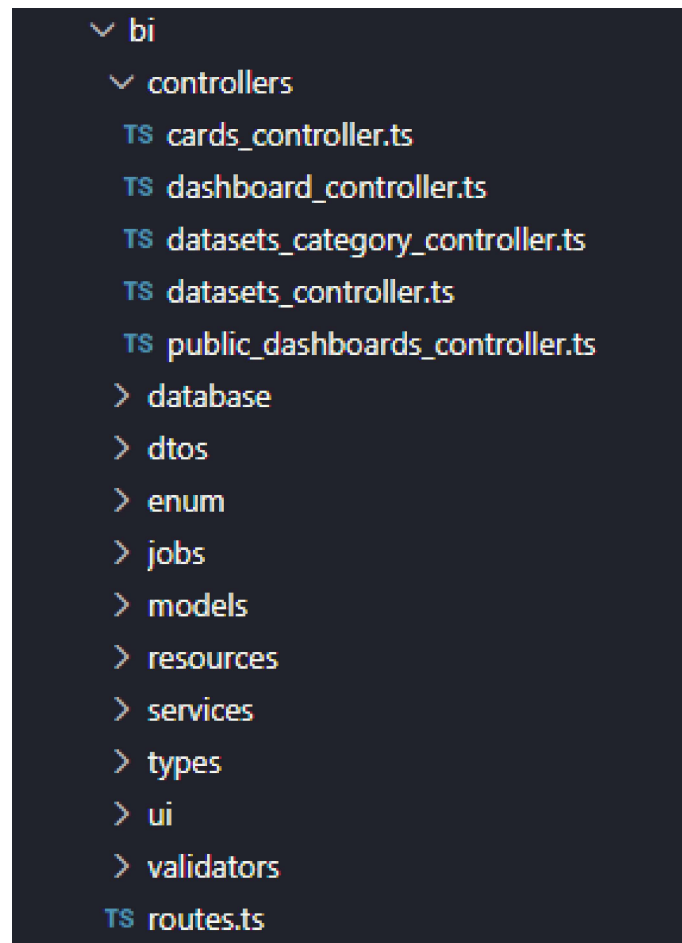 bi
controllers
TS cards_controller.ts
TS dashboard_controller.ts
TS datasets_category_controller.ts
TS datasets_controller.ts
TS public_dashboards_controller.ts
database
dtos
enum
jobs
models
resources
services
types
ui
validators
TS routes.ts